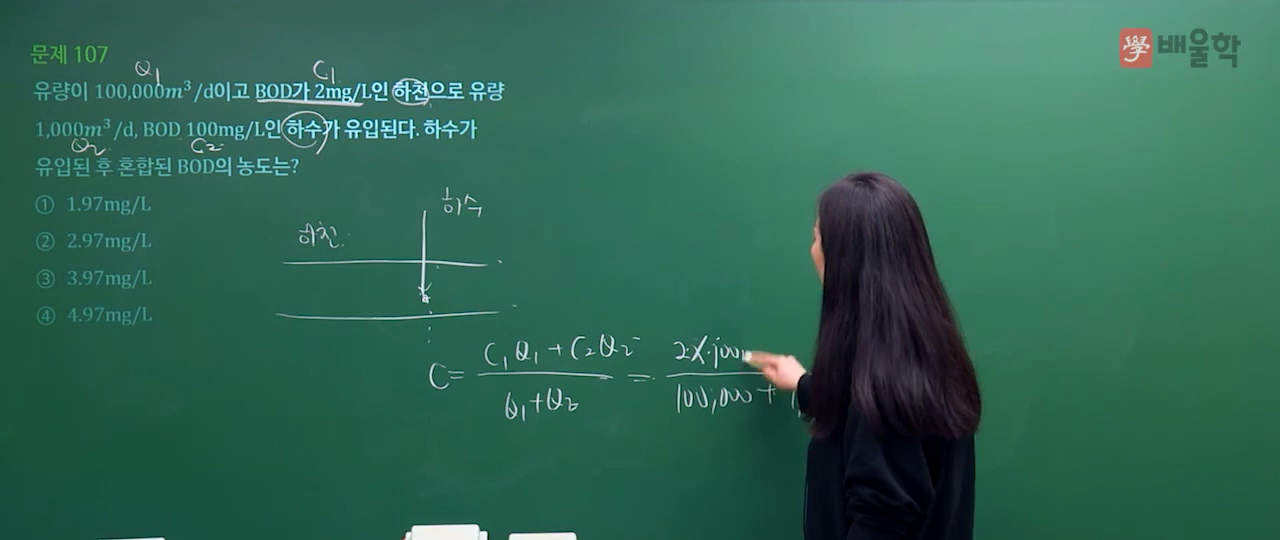 學 배울학
문제 107
Q1 C1
유량이 100,000m³/d이고 BOD가 2mg/L인 하천으로 유량
1,000m³/d, BOD 100mg/L인 하수가 유입된다. 하수가
Q2 C2
유입된 후 혼합된 BOD의 농도는?
① 1.97mg/L
② 2.97mg/L
③ 3.97mg/L
④ 4.97mg/L
하수
하천
C = C1Q1 + C2Q2 / Q1 + Q2 = 2 × 100 / 100,000 +